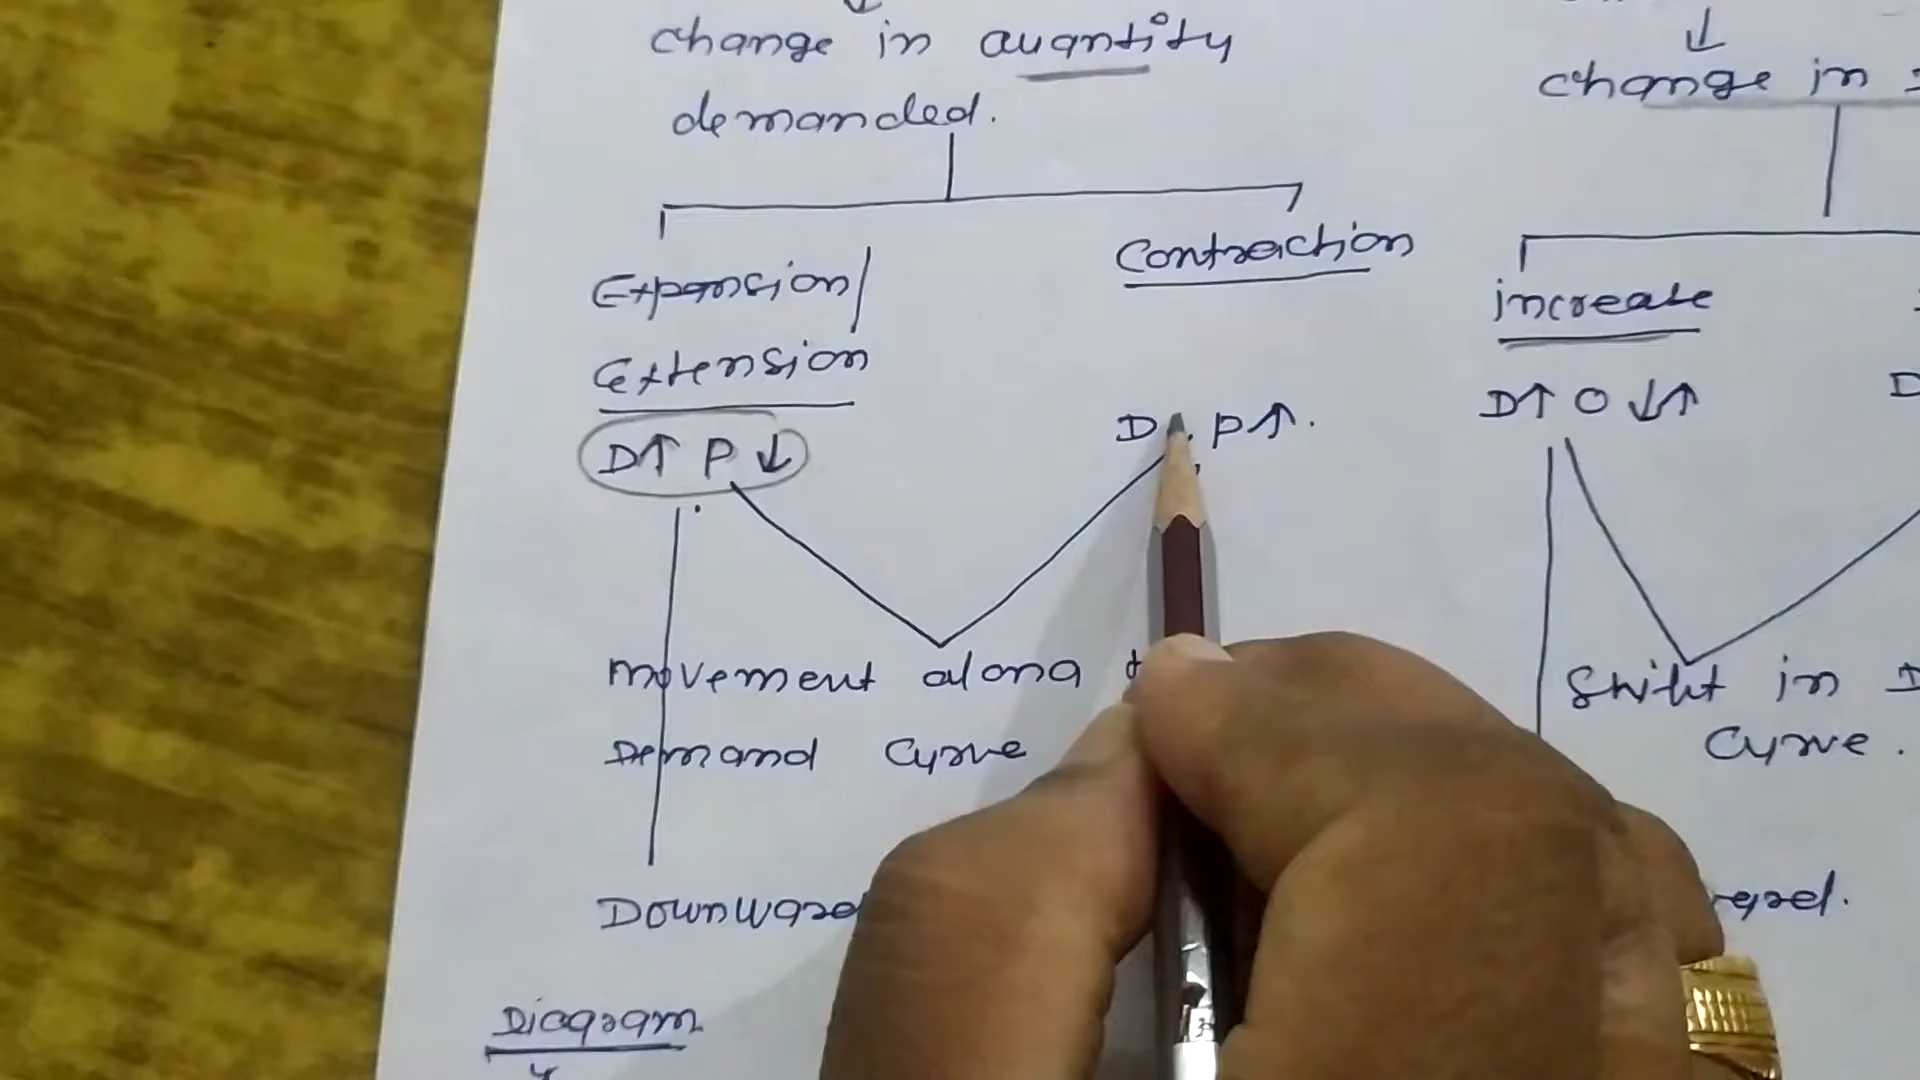 change in quantity
demanded.
Expansion/
Extension
D↑ P↓
Contraction
D P↑.
movement along
Demand Curve
Downward
Diagram
change in
increase
D↑ O ↓↑
D
Shift in D
Curve.